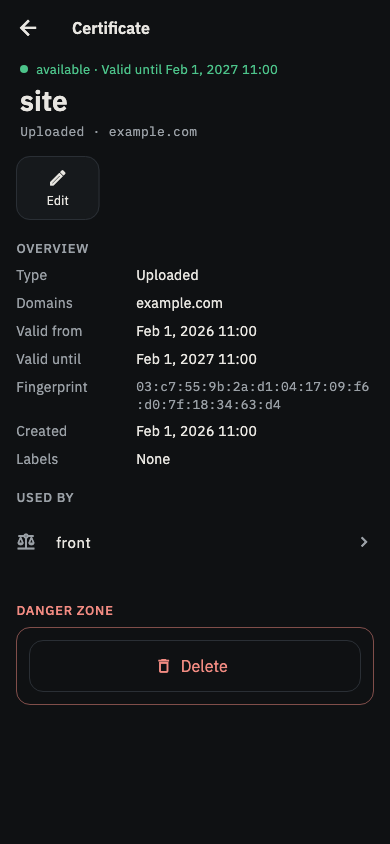 Certificate
available · Valid until Feb 1, 2027 11:00
site
Uploaded · example.com
Edit
OVERVIEW
Type Uploaded
Domains example.com
Valid from Feb 1, 2026 11:00
Valid until Feb 1, 2027 11:00
Fingerprint 03:c7:55:9b:2a:d1:04:17:09:f6
:d0:7f:18:34:63:d4
Created Feb 1, 2026 11:00
Labels None
USED BY
front
DANGER ZONE
Delete